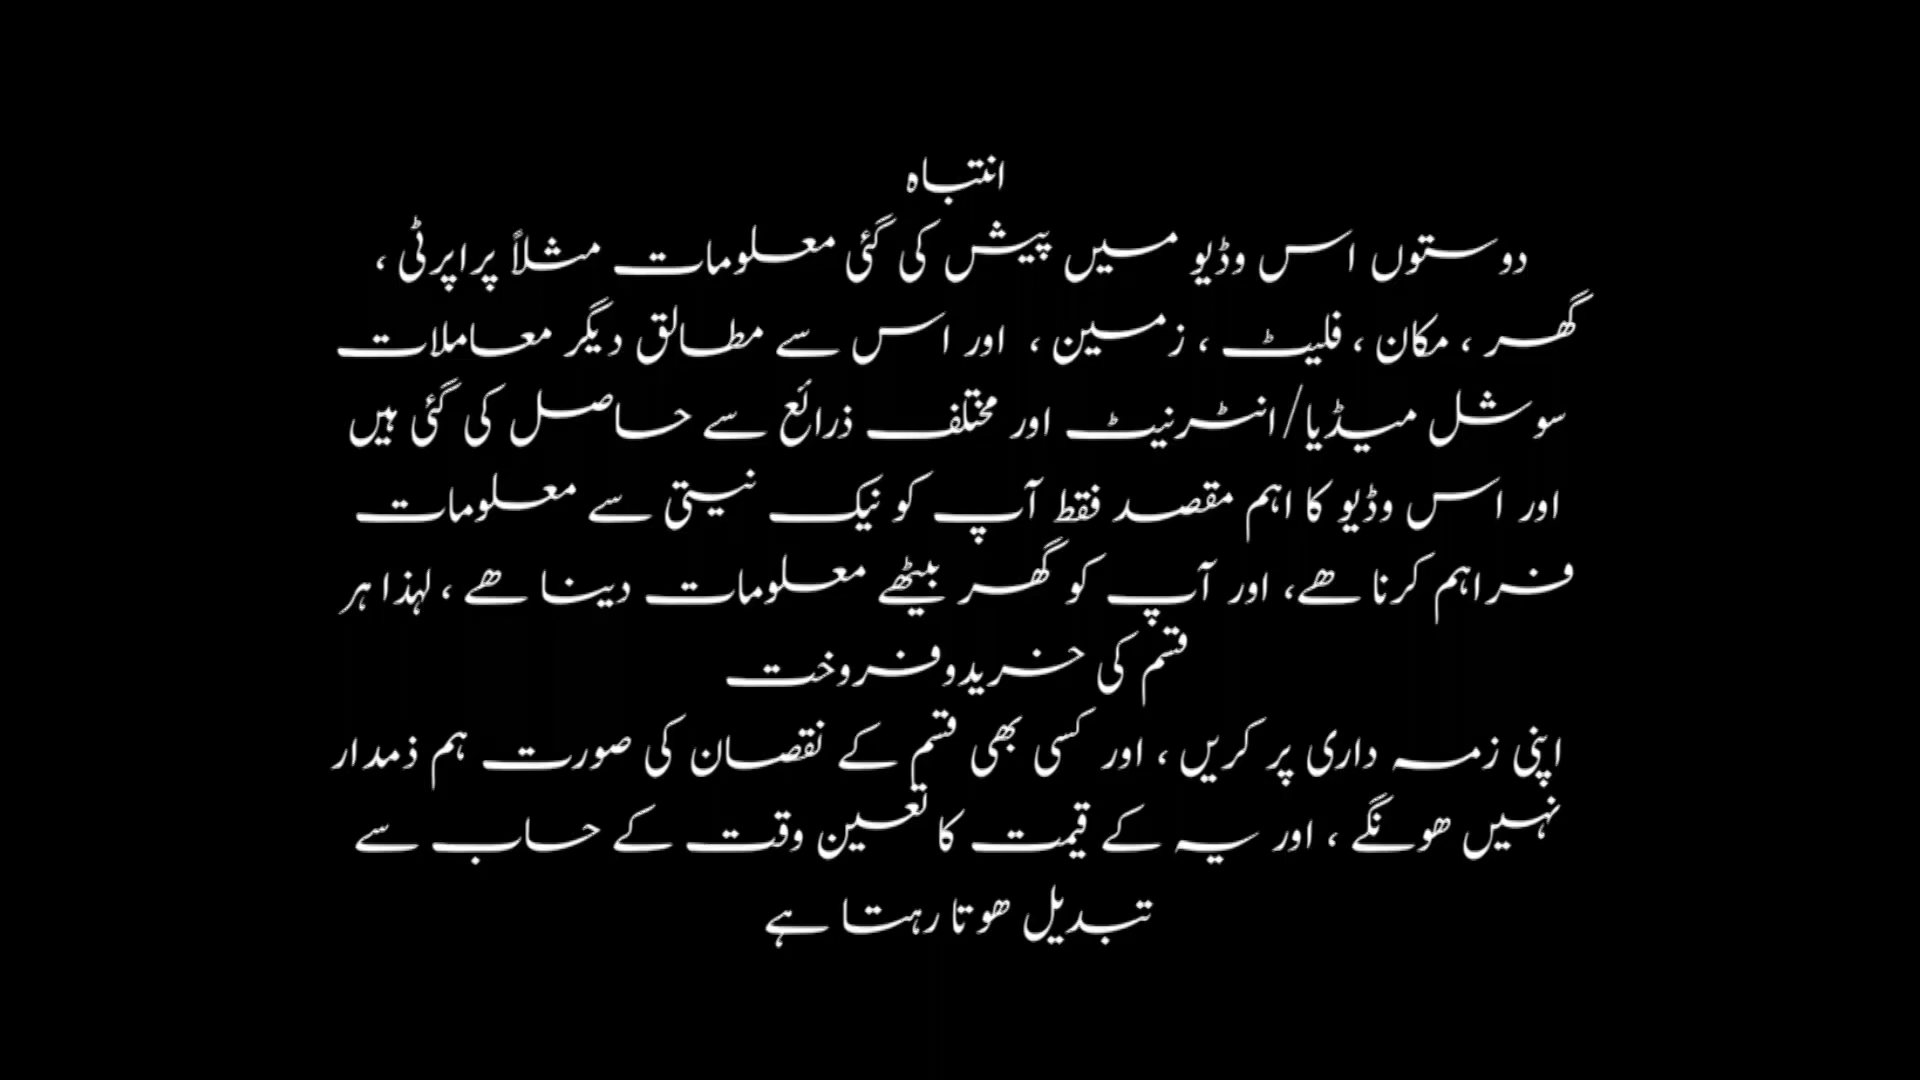 انتباہ
دوستوں اس وڈیو میں پیش کی گئی معلومات مثلاً پراپرٹی ،
گھر ، مکان ، فلیٹ ، زمین ، اور اس سے مطالق دیگر معاملات
سوشل میڈیا/انٹرنیٹ اور مختلف ذرائع سے حاصل کی گئی ہیں
اور اس وڈیو کا اہم مقصد فقط آپ کو نیک نیتی سے معلومات
فراہم کرنا ھے، اور آپ کو گھر بیٹھے معلومات دینا ھے ، لہذا ہر
قسم کی خریدوفروخت
اپنی زمہ داری پر کریں ، اور کسی بھی قسم کے نقصان کی صورت ہم ذمدار
نہیں ھونگے ، اور یہ کے قیمت کا تعین وقت کے حساب سے
تبدیل ھوتا رہتا ہے